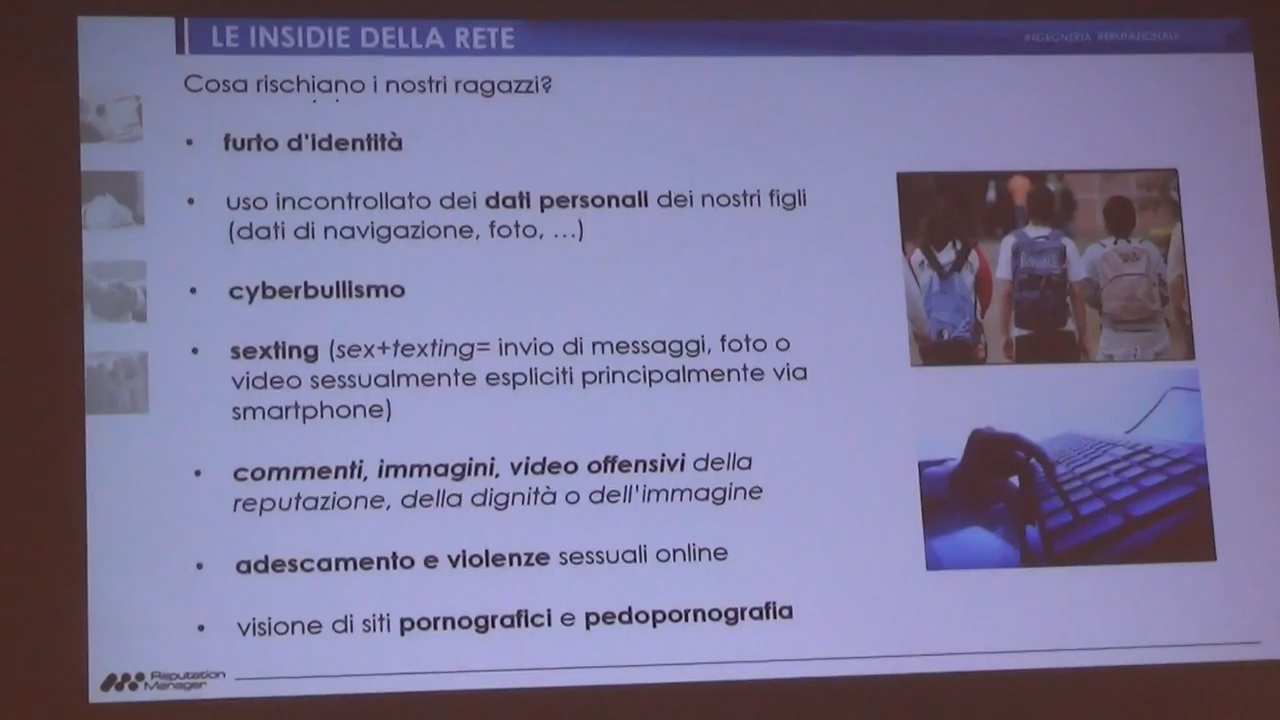 LE INSIDIE DELLA RETE
INGEGNERIA REPUTAZIONALE
Cosa rischiano i nostri ragazzi?
• furto d'identità
• uso incontrollato dei dati personali dei nostri figli
(dati di navigazione, foto, ...)
• cyberbullismo
• sexting (sex+texting= invio di messaggi, foto o
video sessualmente espliciti principalmente via
smartphone)
• commenti, immagini, video offensivi della
reputazione, della dignità o dell'immagine
• adescamento e violenze sessuali online
• visione di siti pornografici e pedopornografia
Reputation
Manager